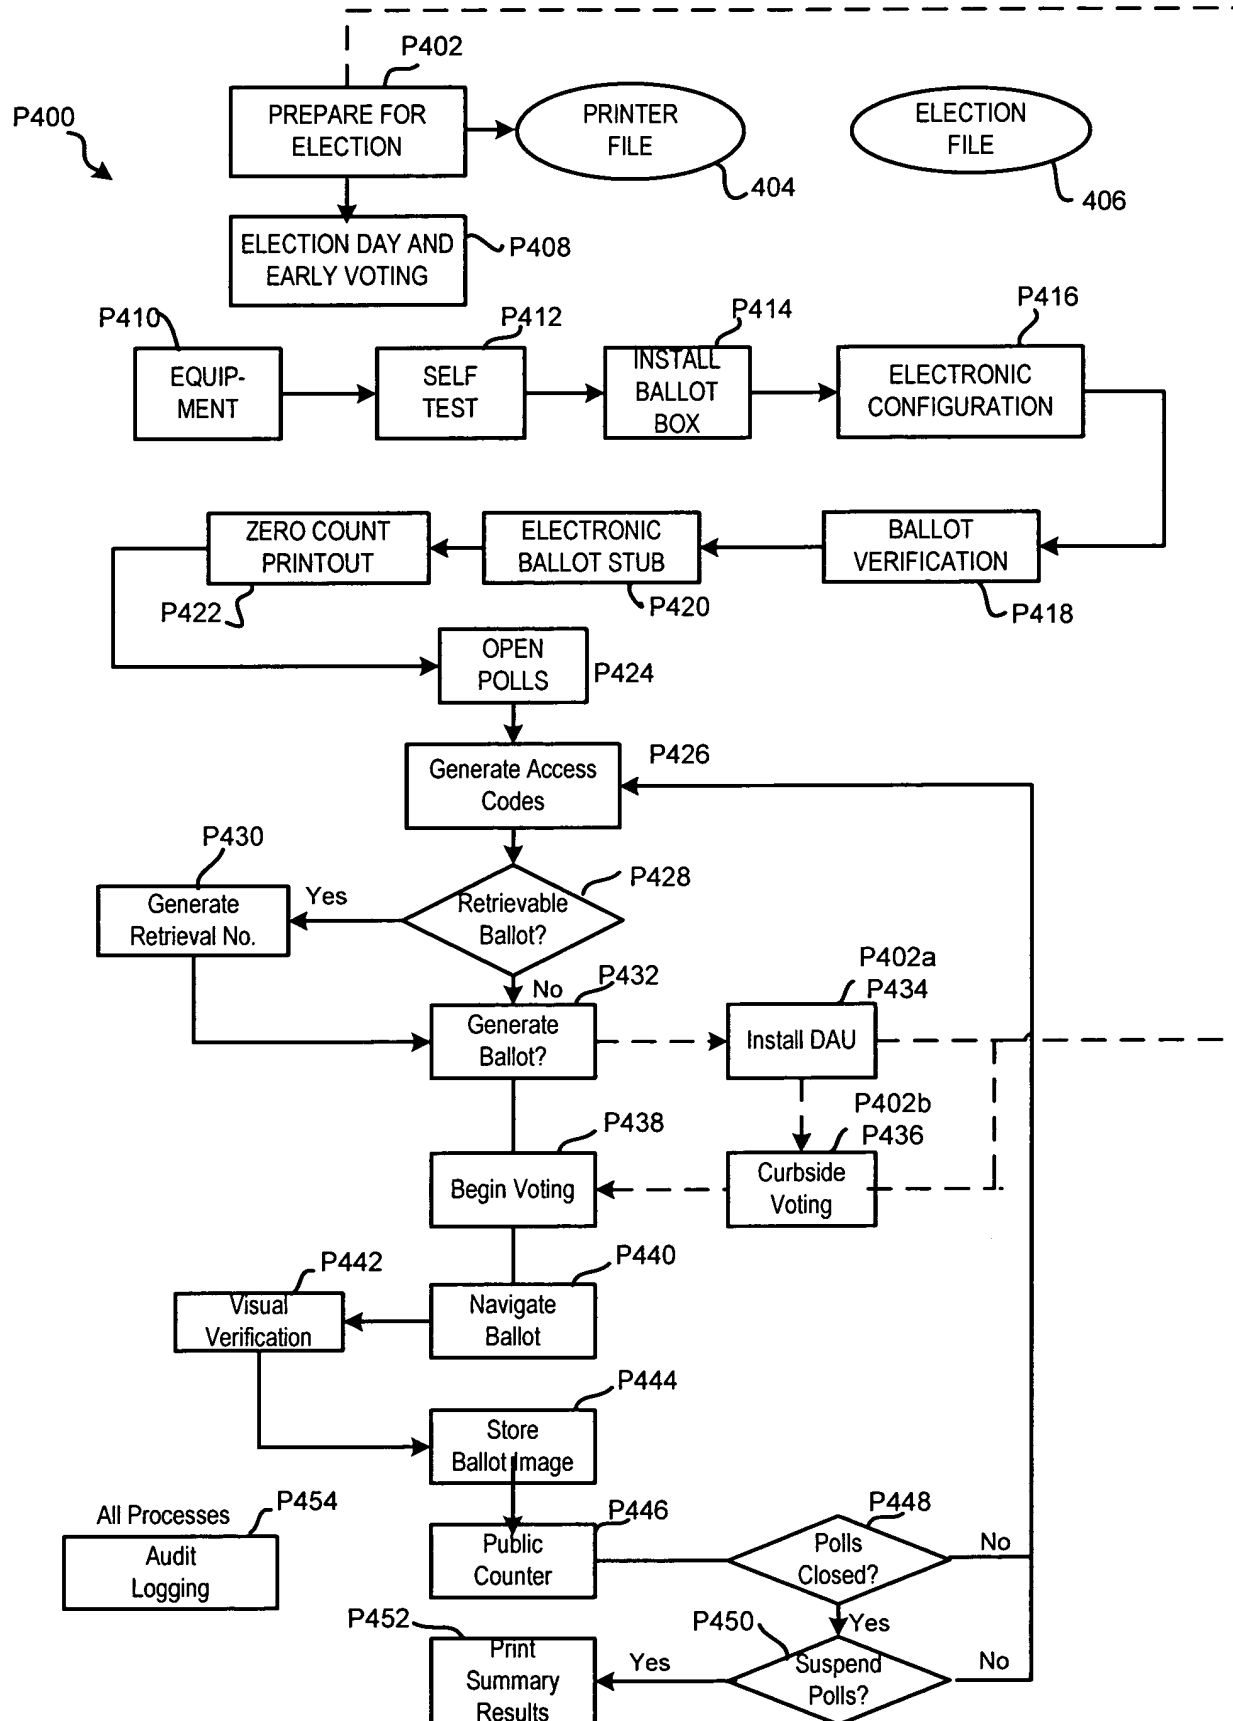 P402
P400
PREPARE FOR
ELECTION
PRINTER
FILE
ELECTION
FILE
404
406
ELECTION DAY AND
EARLY VOTING
P408
P410
P412
P414
P416
EQUIP-
MENT
SELF
TEST
INSTALL
BALLOT
BOX
ELECTRONIC
CONFIGURATION
ZERO COUNT
PRINTOUT
ELECTRONIC
BALLOT STUB
BALLOT
VERIFICATION
P422
P420
P418
OPEN
POLLS
P424
Generate Access
Codes
P426
P430
P428
Generate
Retrieval No.
Yes
Retrievable
Ballot?
No
P432
P402a
P434
Generate
Ballot?
Install DAU
P402b
P436
P438
Begin Voting
Curbside
Voting
P440
P442
Visual
Verification
Navigate
Ballot
P444
Store
Ballot Image
All Processes
P454
Audit
Logging
P446
Public
Counter
P448
Polls
Closed?
No
Yes
P452
P450
Print
Summary
Results
Yes
Suspend
Polls?
No